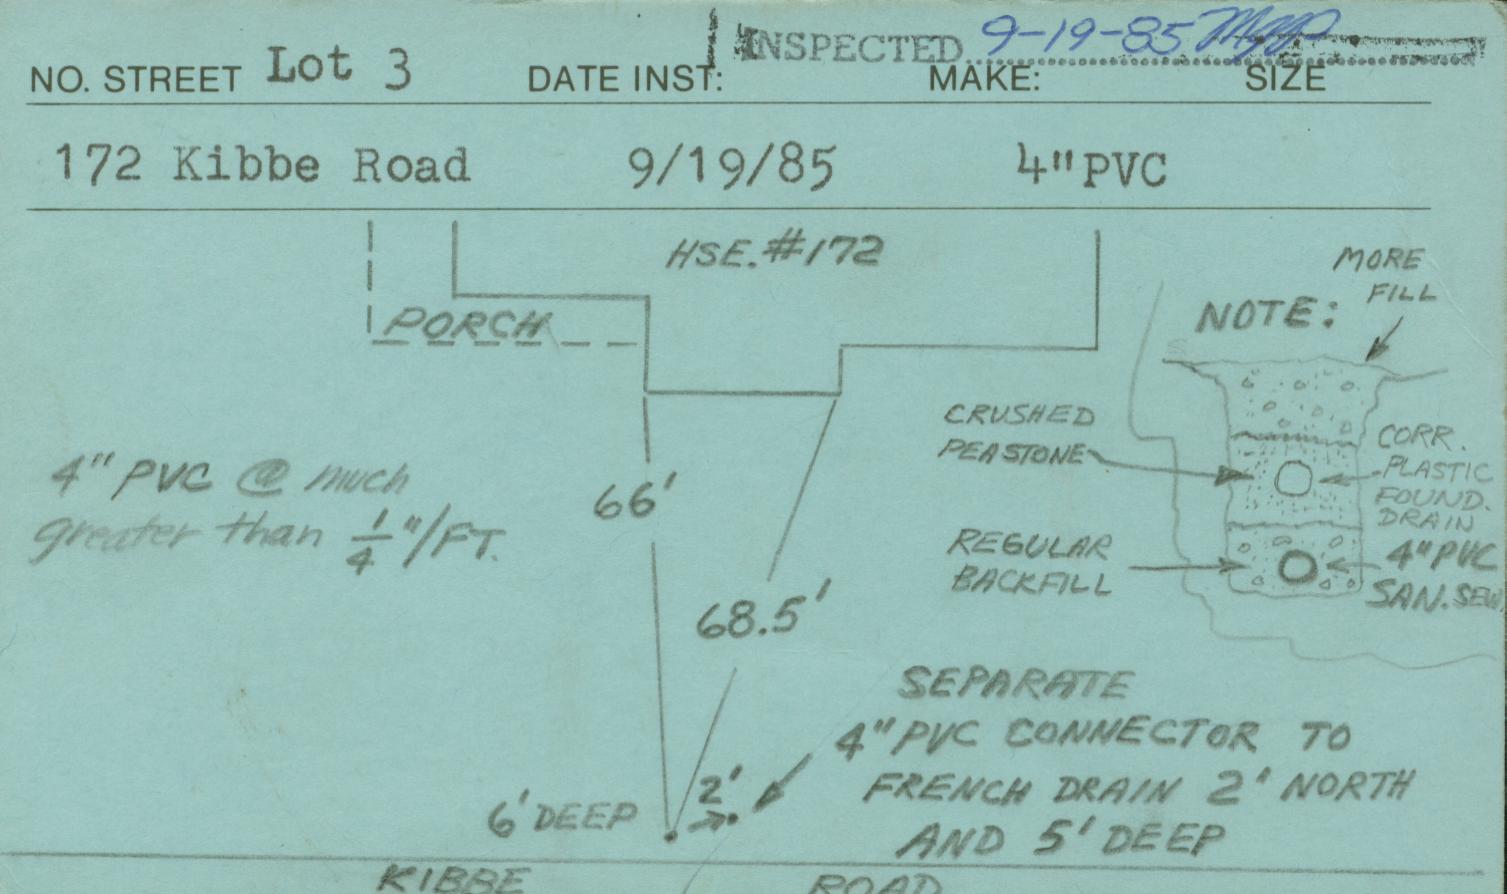 INSPECTED 9-19-85
NO. STREET Lot 3 DATE INST: MAKE: SIZE
172 Kibbe Road 9/19/85 4" PVC
HSE. #172
PORCH
MORE
FILL
NOTE:
CRUSHED
PEASTONE
CORR.
PLASTIC
FOUND.
DRAIN
REGULAR
BACKFILL
4" PVC
SAN. SEW.
4" PVC @ much
greater than 1/4"/FT.
66'
68.5'
SEPARATE
4" PVC CONNECTOR TO
FRENCH DRAIN 2' NORTH
AND 5' DEEP
2'
6' DEEP
KIBBE ROAD